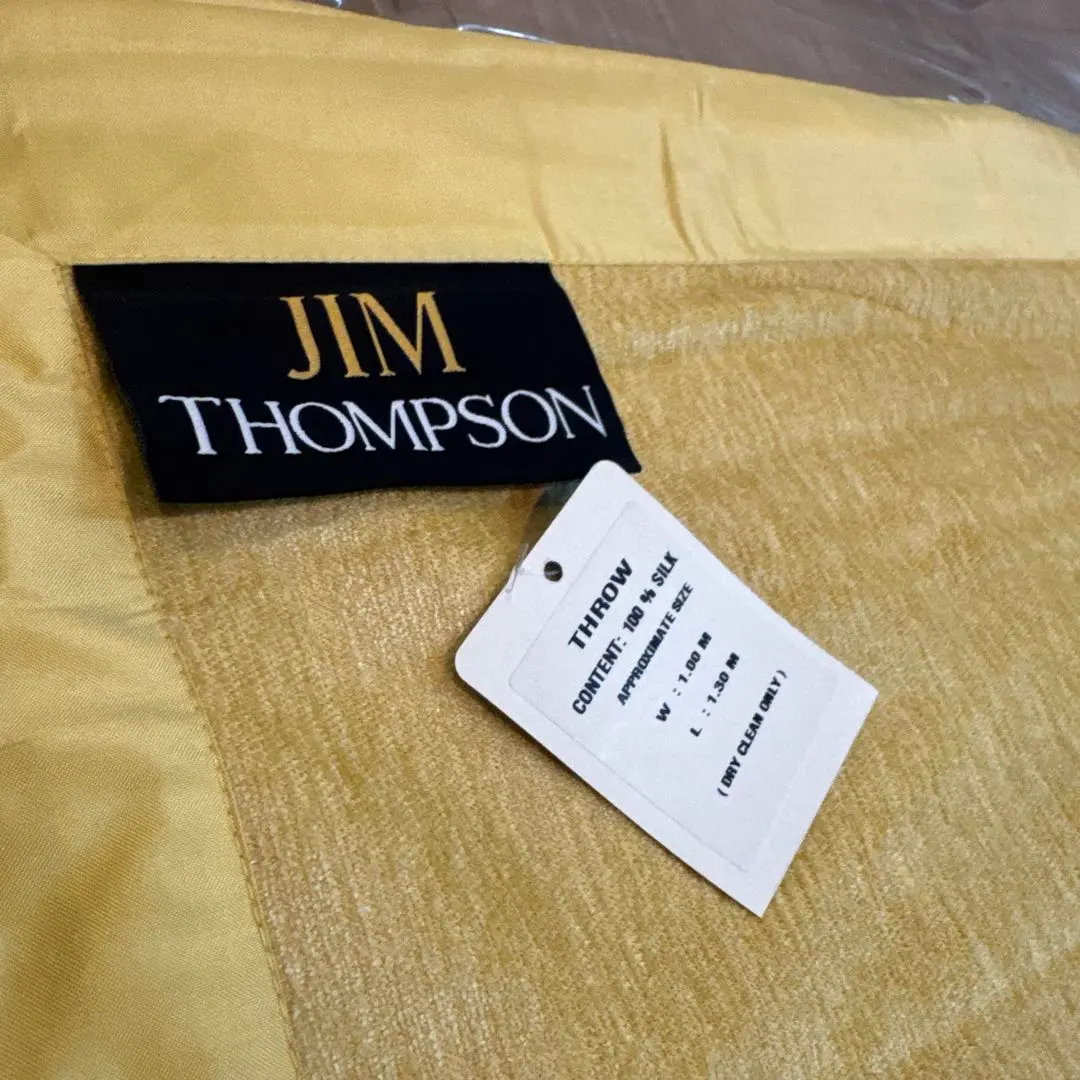 JIM
THOMPSON
THROW
CONTENT: 100 % SILK
APPROXIMATE SIZE
W : 1.00 M
L : 1.30 M
( DRY CLEAN ONLY )